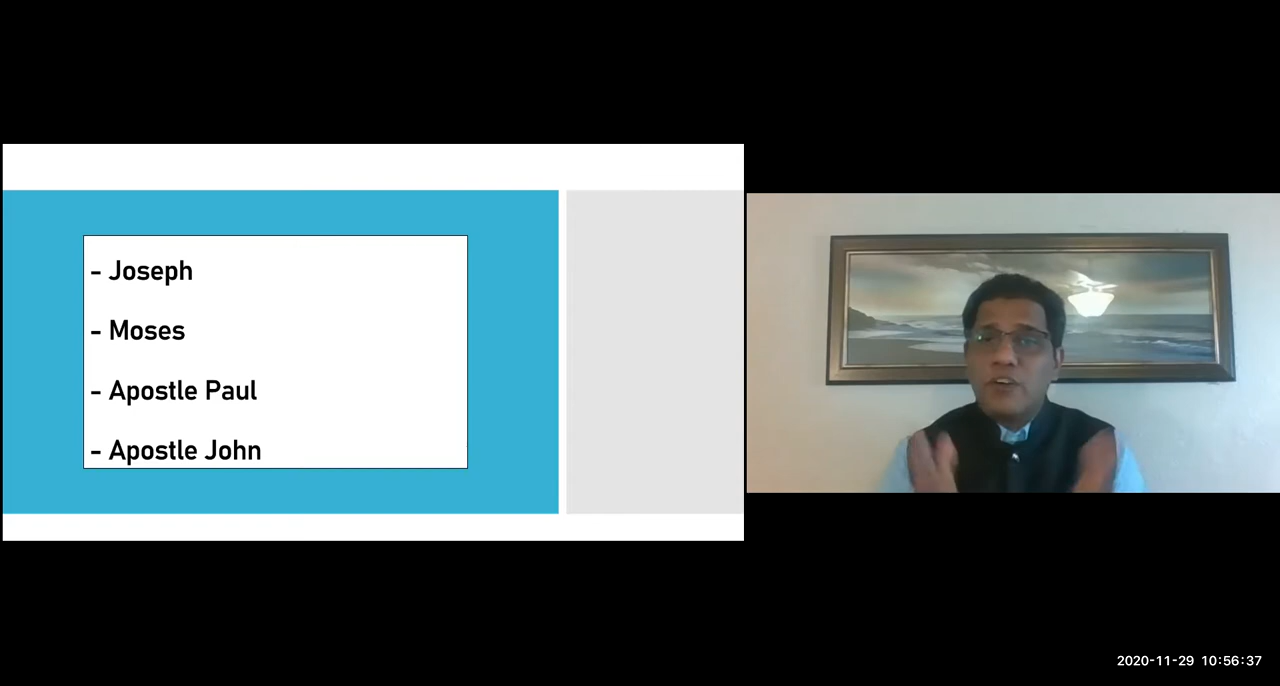 - Joseph
- Moses
- Apostle Paul
- Apostle John
2020-11-29 10:56:37